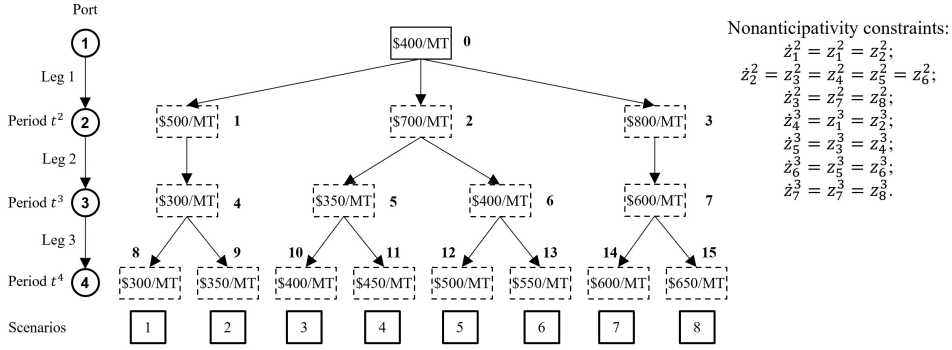 Port
1
$400/MT 0
Nonanticipativity constraints:
ż₁² = z₁² = z₂²;
ż₂² = z₃² = z₄² = z₅² = z₆²;
ż₃² = z₇² = z₈²;
ż₄³ = z₁³ = z₂³;
ż₅³ = z₃³ = z₄³;
ż₆³ = z₅³ = z₆³;
ż₇³ = z₇³ = z₈³.
Leg 1
Period t² 2 $500/MT 1 $700/MT 2 $800/MT 3
Leg 2
Period t³ 3 $300/MT 4 $350/MT 5 $400/MT 6 $600/MT 7
Leg 3
8 9 10 11 12 13 14 15
Period t⁴ 4 $300/MT $350/MT $400/MT $450/MT $500/MT $550/MT $600/MT $650/MT
Scenarios 1 2 3 4 5 6 7 8